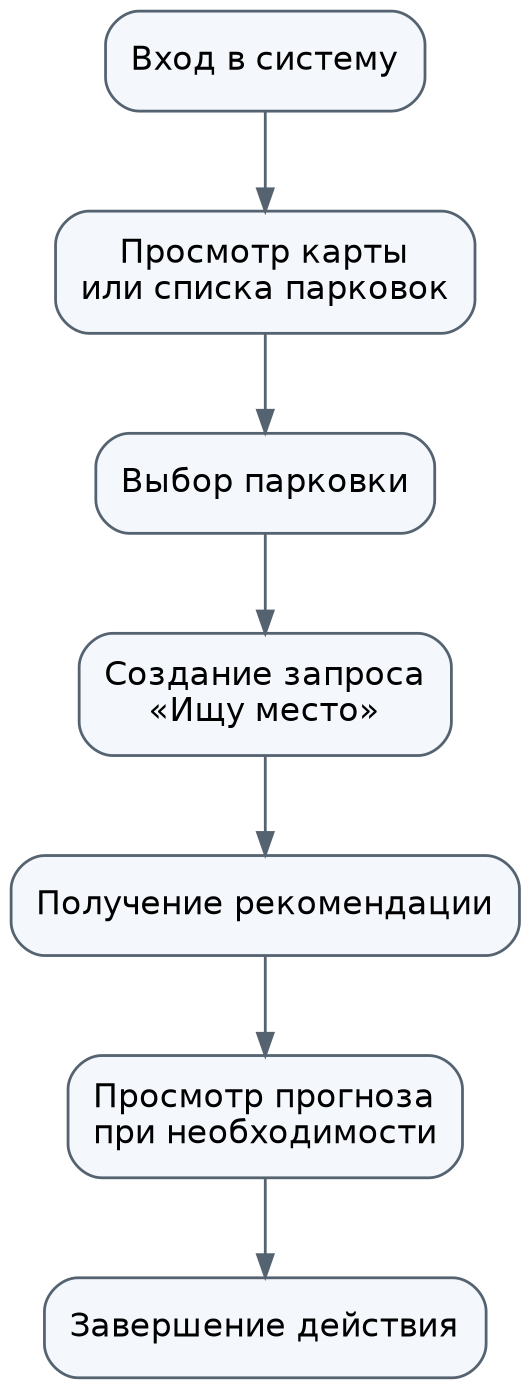 Вход в систему
Просмотр карты
или списка парковок
Выбор парковки
Создание запроса
«Ищу место»
Получение рекомендации
Просмотр прогноза
при необходимости
Завершение действия